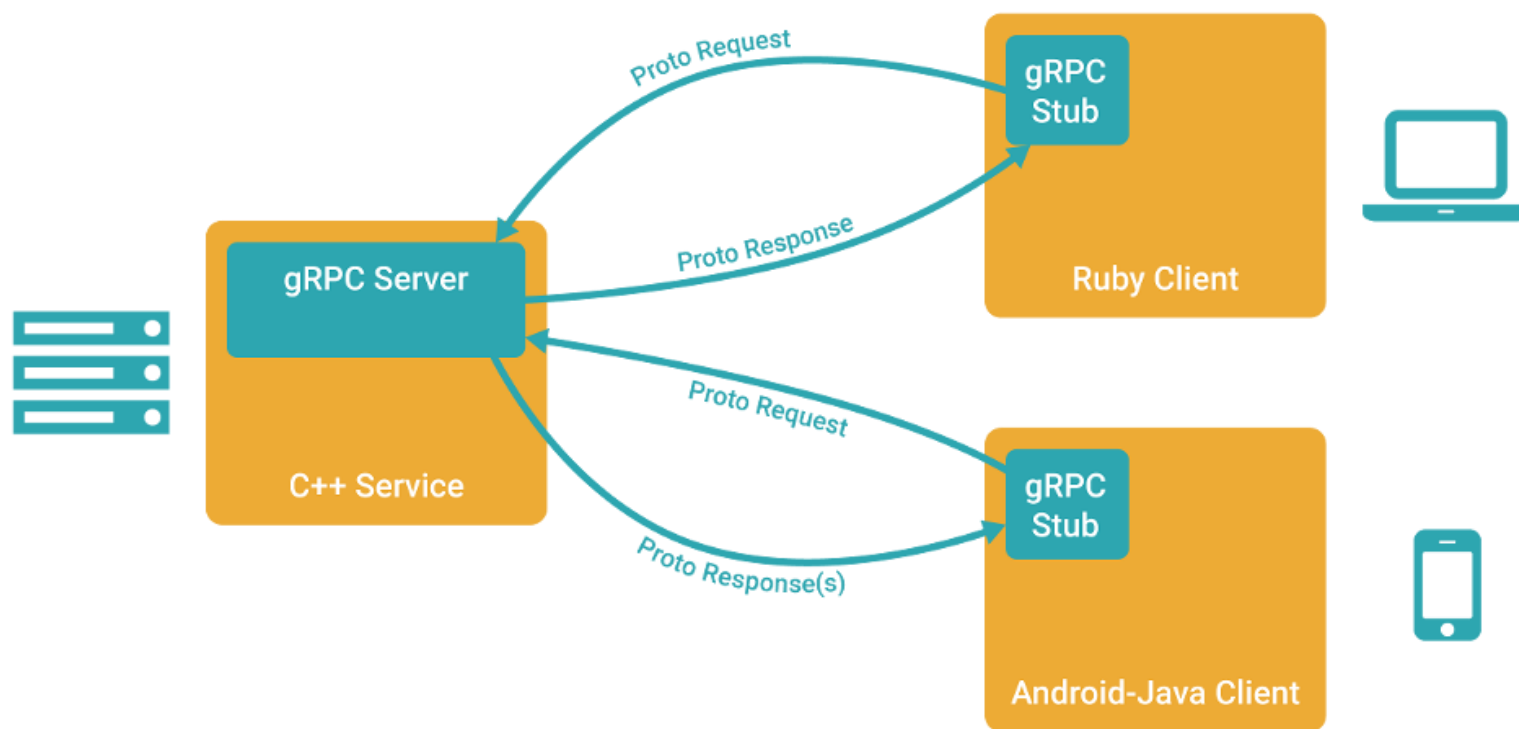 Proto Request
gRPC
Stub
Proto Response
Ruby Client
gRPC Server
C++ Service
Proto Request
gRPC
Stub
Proto Response(s)
Android-Java Client